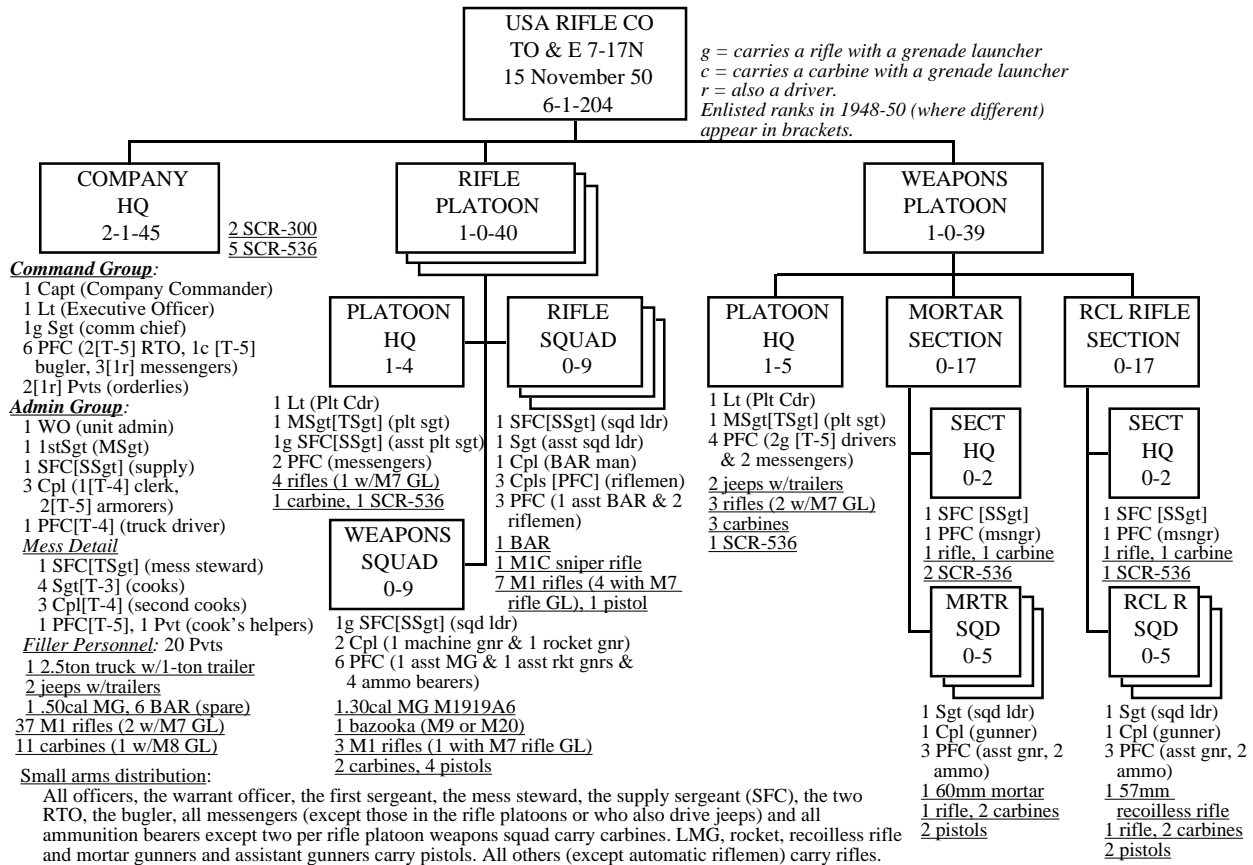 USA RIFLE CO
TO & E 7-17N
15 November 50
6-1-204
g = carries a rifle with a grenade launcher
c = carries a carbine with a grenade launcher
r = also a driver.
Enlisted ranks in 1948-50 (where different)
appear in brackets.
COMPANY
HQ
2-1-45
2 SCR-300
5 SCR-536
Command Group:
1 Capt (Company Commander)
1 Lt (Executive Officer)
1g Sgt (comm chief)
6 PFC (2[T-5] RTO, 1c [T-5]
bugler, 3[1r] messengers)
2[1r] Pvts (orderlies)
Admin Group:
1 WO (unit admin)
1 1stSgt (MSgt)
1 SFC[SSgt] (supply)
3 Cpl (1[T-4] clerk,
2[T-5] armorers)
1 PFC[T-4] (truck driver)
Mess Detail
1 SFC[TSgt] (mess steward)
4 Sgt[T-3] (cooks)
3 Cpl[T-4] (second cooks)
1 PFC[T-5], 1 Pvt (cook's helpers)
Filler Personnel: 20 Pvts
1 2.5ton truck w/1-ton trailer
2 jeeps w/trailers
1 .50cal MG, 6 BAR (spare)
37 M1 rifles (2 w/M7 GL)
11 carbines (1 w/M8 GL)
RIFLE
PLATOON
1-0-40
PLATOON
HQ
1-4
1 Lt (Plt Cdr)
1 MSgt[TSgt] (plt sgt)
1g SFC[SSgt] (asst plt sgt)
2 PFC (messengers)
4 rifles (1 w/M7 GL)
1 carbine, 1 SCR-536
RIFLE
SQUAD
0-9
1 SFC[SSgt] (sqd ldr)
1 Sgt (asst sqd ldr)
1 Cpl (BAR man)
3 Cpls [PFC] (riflemen)
3 PFC (1 asst BAR & 2
riflemen)
1 BAR
1 M1C sniper rifle
7 M1 rifles (4 with M7
rifle GL), 1 pistol
WEAPONS
SQUAD
0-9
1g SFC[SSgt] (sqd ldr)
2 Cpl (1 machine gnr & 1 rocket gnr)
6 PFC (1 asst MG & 1 asst rkt gnrs &
4 ammo bearers)
1.30cal MG M1919A6
1 bazooka (M9 or M20)
3 M1 rifles (1 with M7 rifle GL)
2 carbines, 4 pistols
WEAPONS
PLATOON
1-0-39
PLATOON
HQ
1-5
1 Lt (Plt Cdr)
1 MSgt[TSgt] (plt sgt)
4 PFC (2g [T-5] drivers
& 2 messengers)
2 jeeps w/trailers
3 rifles (2 w/M7 GL)
3 carbines
1 SCR-536
MORTAR
SECTION
0-17
SECT
HQ
0-2
1 SFC [SSgt]
1 PFC (msngr)
1 rifle, 1 carbine
2 SCR-536
MRTR
SQD
0-5
1 Sgt (sqd ldr)
1 Cpl (gunner)
3 PFC (asst gnr, 2
ammo)
1 60mm mortar
1 rifle, 2 carbines
2 pistols
RCL RIFLE
SECTION
0-17
SECT
HQ
0-2
1 SFC [SSgt]
1 PFC (msngr)
1 rifle, 1 carbine
1 SCR-536
RCL R
SQD
0-5
1 Sgt (sqd ldr)
1 Cpl (gunner)
3 PFC (asst gnr, 2
ammo)
1 57mm
recoilless rifle
1 rifle, 2 carbines
2 pistols
Small arms distribution:
All officers, the warrant officer, the first sergeant, the mess steward, the supply sergeant (SFC), the two
RTO, the bugler, all messengers (except those in the rifle platoons or who also drive jeeps) and all
ammunition bearers except two per rifle platoon weapons squad carry carbines. LMG, rocket, recoilless rifle
and mortar gunners and assistant gunners carry pistols. All others (except automatic riflemen) carry rifles.